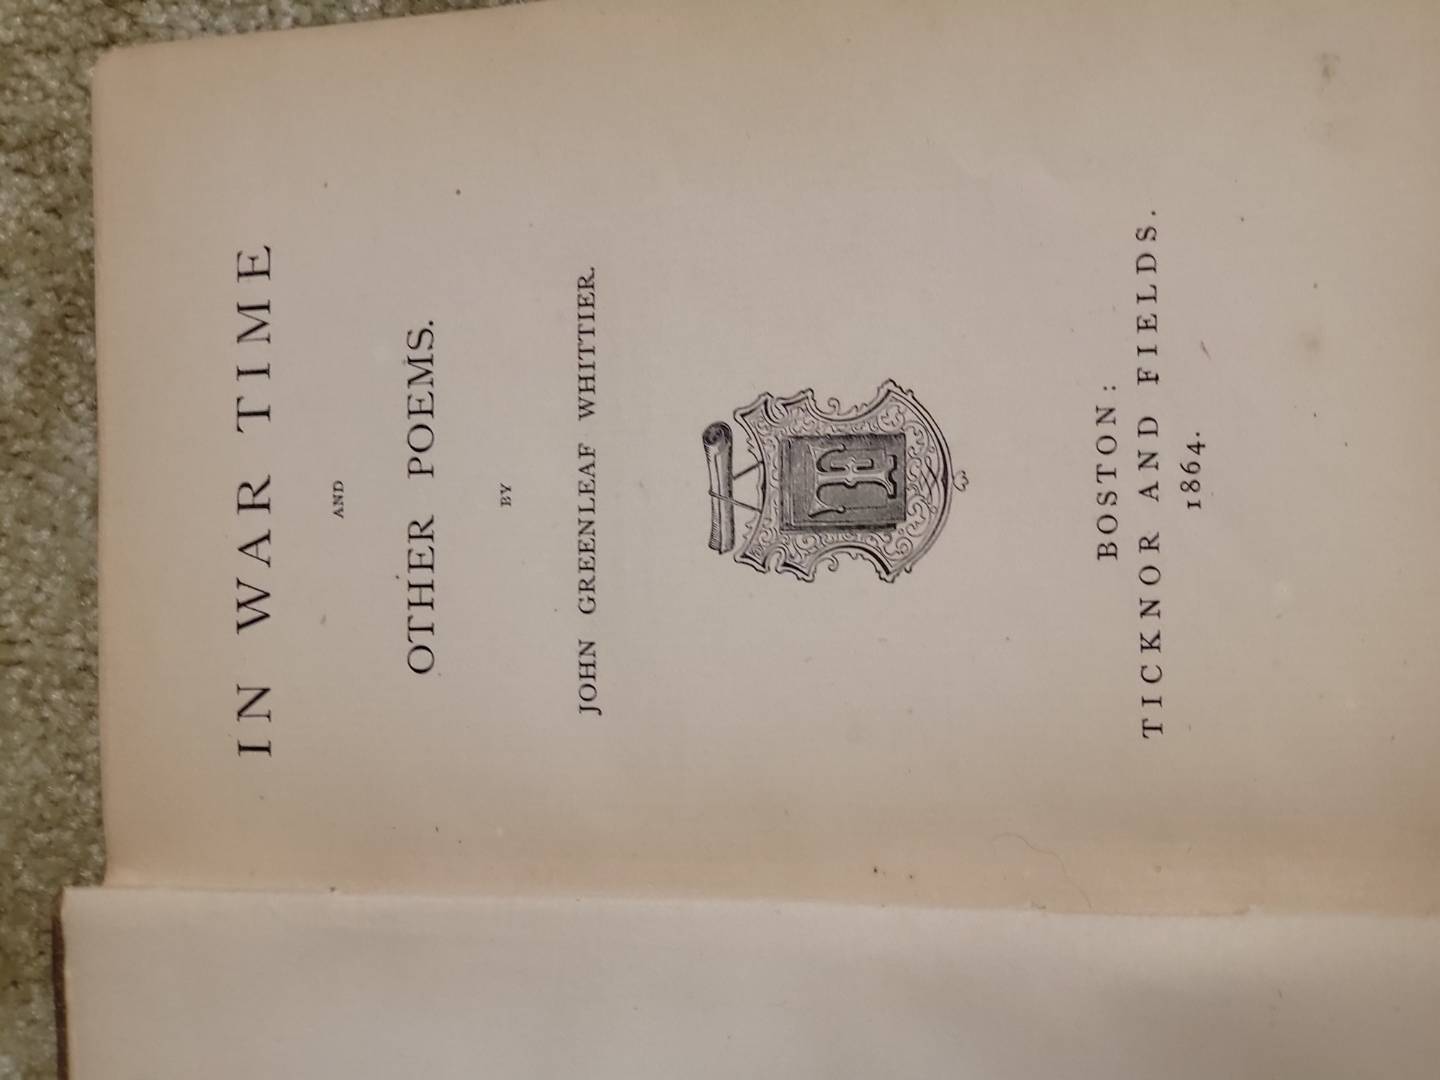 IN WAR TIME
AND
OTHER POEMS.
BY
JOHN GREENLEAF WHITTIER.
BOSTON:
TICKNOR AND FIELDS.
1864.